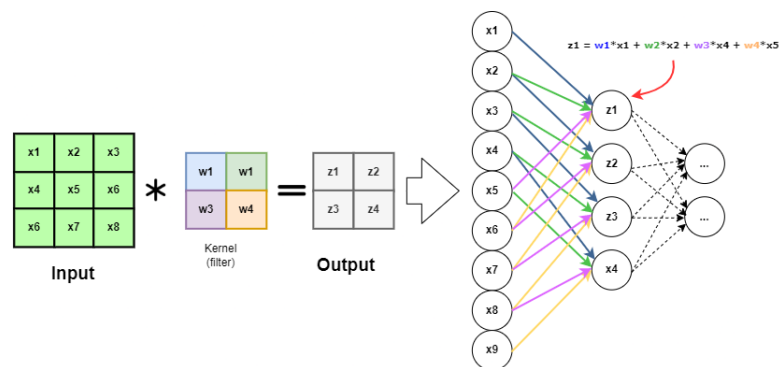 x1 x2 x3
x4 x5 x6
x6 x7 x8
Input
*
w1 w1
w3 w4
Kernel
(filter)
=
z1 z2
z3 z4
Output
x1
x2
x3
x4
x5
x6
x7
x8
x9
z1 = w1*x1 + w2*x2 + w3*x4 + w4*x5
z1
z2
z3
x4
...
...